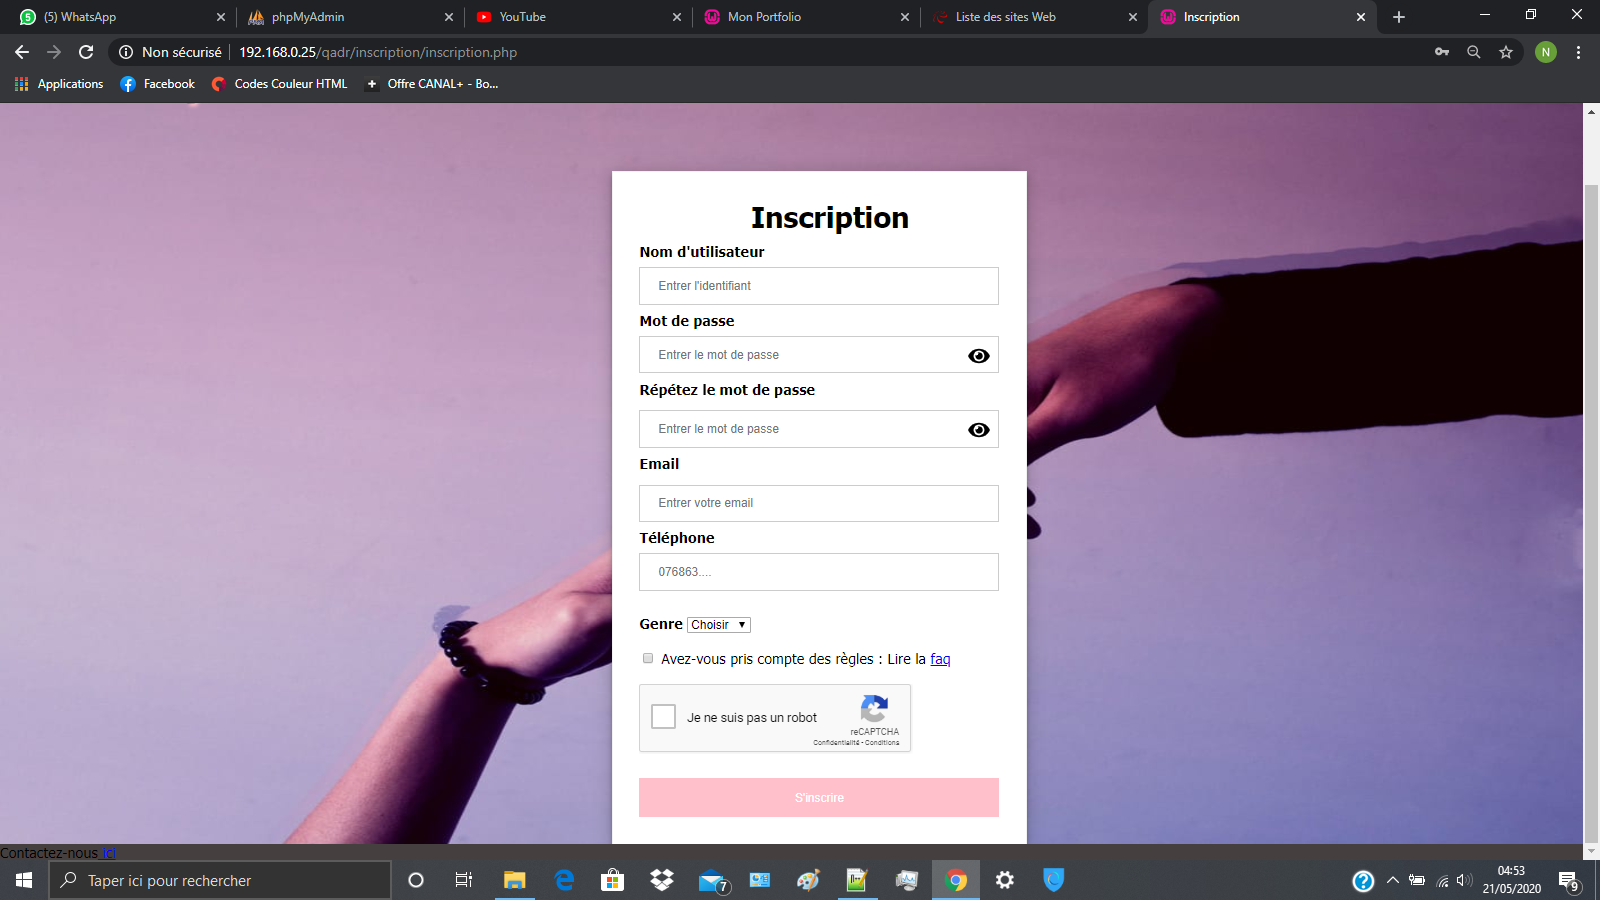 (5) WhatsApp
phpMyAdmin
YouTube
Mon Portfolio
Liste des sites Web
Inscription
Non sécurisé
192.168.0.25/qadr/inscription/inscription.php
N
Applications
Facebook
Codes Couleur HTML
Offre CANAL+ - Bo...
Inscription
Nom d'utilisateur
Entrer l'identifiant
Mot de passe
Entrer le mot de passe
Répétez le mot de passe
Entrer le mot de passe
Email
Entrer votre email
Téléphone
076863....
Genre Choisir
Avez-vous pris compte des règles : Lire la faq
Je ne suis pas un robot
reCAPTCHA
Confidentialité - Conditions
S'inscrire
Contactez-nous ici
Taper ici pour rechercher
7
04:53
21/05/2020
9